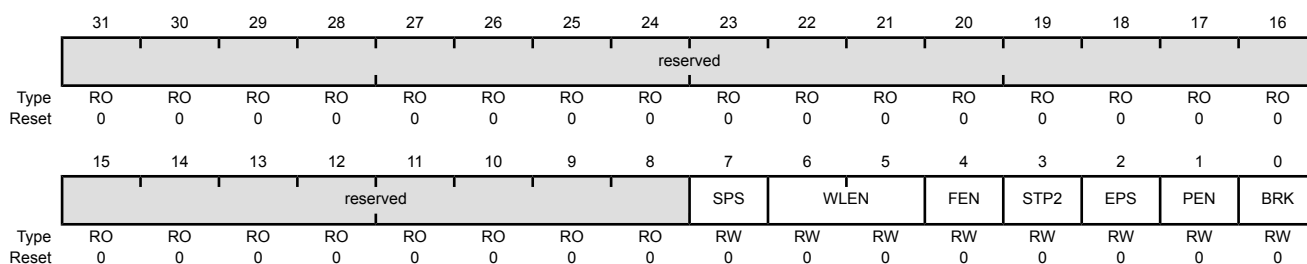 31 30 29 28 27 26 25 24 23 22 21 20 19 18 17 16
reserved
Type RO RO RO RO RO RO RO RO RO RO RO RO RO RO RO RO
Reset 0 0 0 0 0 0 0 0 0 0 0 0 0 0 0 0
15 14 13 12 11 10 9 8 7 6 5 4 3 2 1 0
reserved SPS WLEN FEN STP2 EPS PEN BRK
Type RO RO RO RO RO RO RO RO RW RW RW RW RW RW RW RW
Reset 0 0 0 0 0 0 0 0 0 0 0 0 0 0 0 0